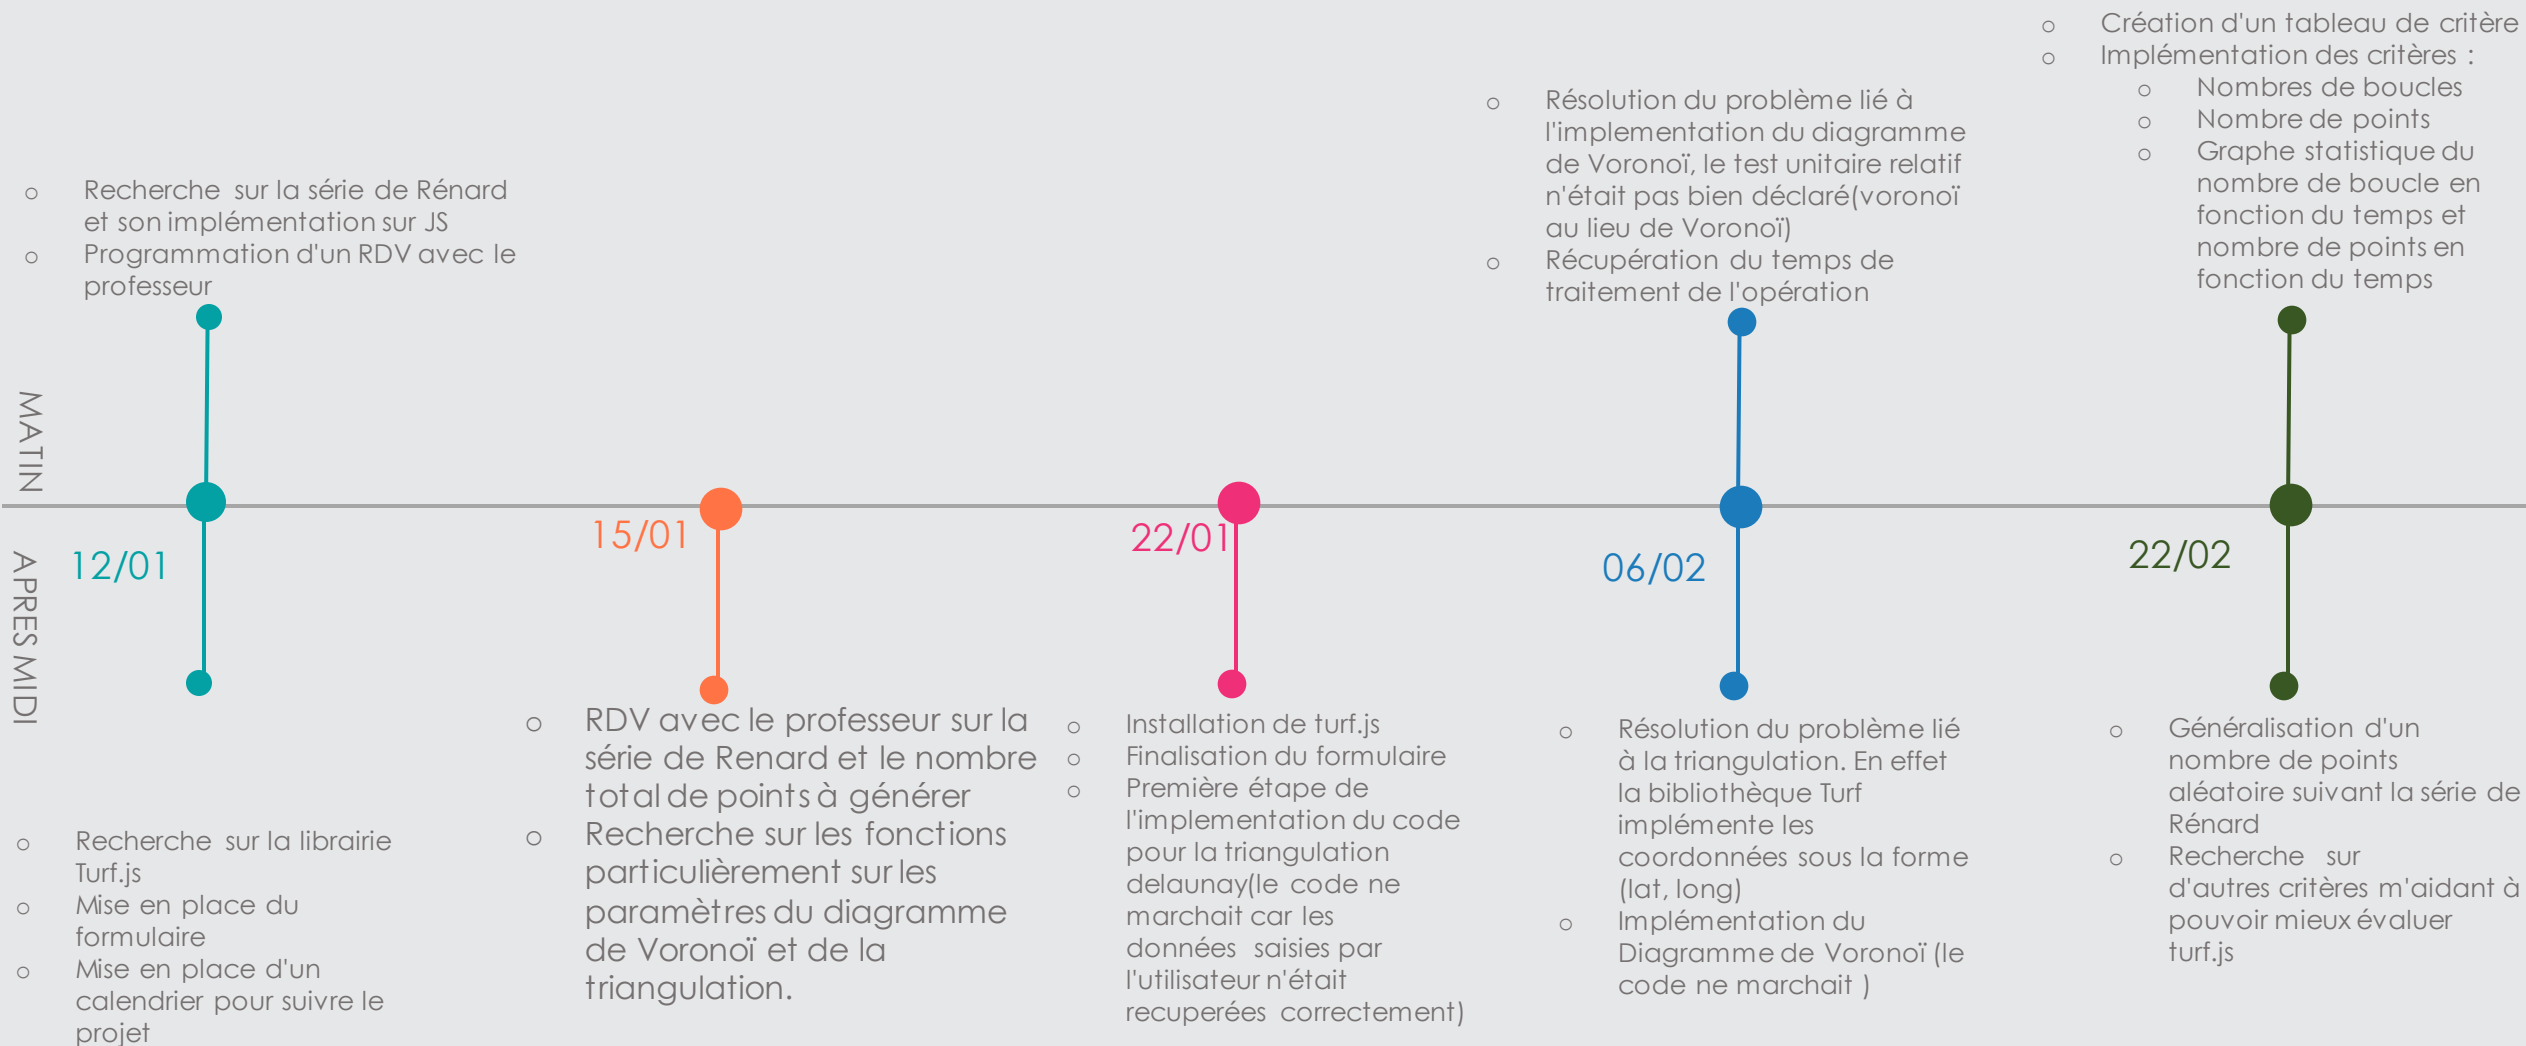 ○ Recherche sur la série de Rénard
et son implémentation sur JS
○ Programmation d'un RDV avec le
professeur
○ Résolution du problème lié à
l'implementation du diagramme
de Voronoï, le test unitaire relatif
n'était pas bien déclaré(voronoï
au lieu de Voronoï)
○ Récupération du temps de
traitement de l'opération
○ Création d'un tableau de critère
○ Implémentation des critères :
○ Nombres de boucles
○ Nombre de points
○ Graphe statistique du
nombre de boucle en
fonction du temps et
nombre de points en
fonction du temps
MATIN
APRES MIDI
12/01
15/01
22/01
06/02
22/02
○ Recherche sur la librairie
Turf.js
○ Mise en place du
formulaire
○ Mise en place d'un
calendrier pour suivre le
projet
○ RDV avec le professeur sur la
série de Renard et le nombre
total de points à générer
○ Recherche sur les fonctions
particulièrement sur les
paramètres du diagramme
de Voronoï et de la
triangulation.
○ Installation de turf.js
○ Finalisation du formulaire
○ Première étape de
l'implementation du code
pour la triangulation
delaunay(le code ne
marchait car les
données saisies par
l'utilisateur n'était
recuperées correctement)
○ Résolution du problème lié
à la triangulation. En effet
la bibliothèque Turf
implémente les
coordonnées sous la forme
(lat, long)
○ Implémentation du
Diagramme de Voronoï (le
code ne marchait )
○ Généralisation d'un
nombre de points
aléatoire suivant la série de
Rénard
○ Recherche sur
d'autres critères m'aidant à
pouvoir mieux évaluer
turf.js